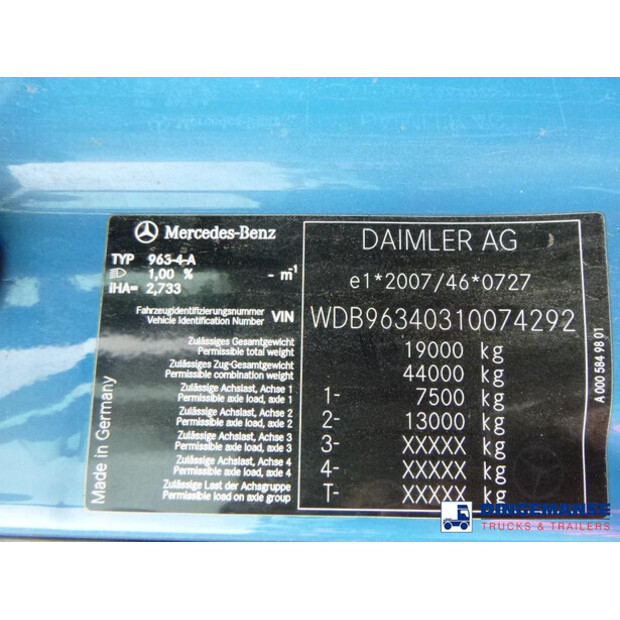 Mercedes-Benz
TYP 963-4-A
1,00 % - m⁻¹
iHA= 2,733
Fahrzeugidentifizierungsnummer
Vehicle Identification Number VIN
DAIMLER AG
e1*2007/46*0727
WDB96340310074292
Zulässiges Gesamtgewicht
Permissible total weight 19000 kg
Zulässiges Zug-Gesamtgewicht
Permissible combination weight 44000 kg
Zulässige Achslast, Achse 1
Permissible axle load, axle 1 1- 7500 kg
Zulässige Achslast, Achse 2
Permissible axle load, axle 2 2- 13000 kg
Zulässige Achslast, Achse 3
Permissible axle load, axle 3 3- XXXXX kg
Zulässige Achslast, Achse 4
Permissible axle load, axle 4 4- XXXXX kg
Zulässige Last der Achsgruppe
Permissible load on axle group T- XXXXX kg
Made in Germany
A 000 584 98 01
DINGEMANSE
TRUCKS & TRAILERS